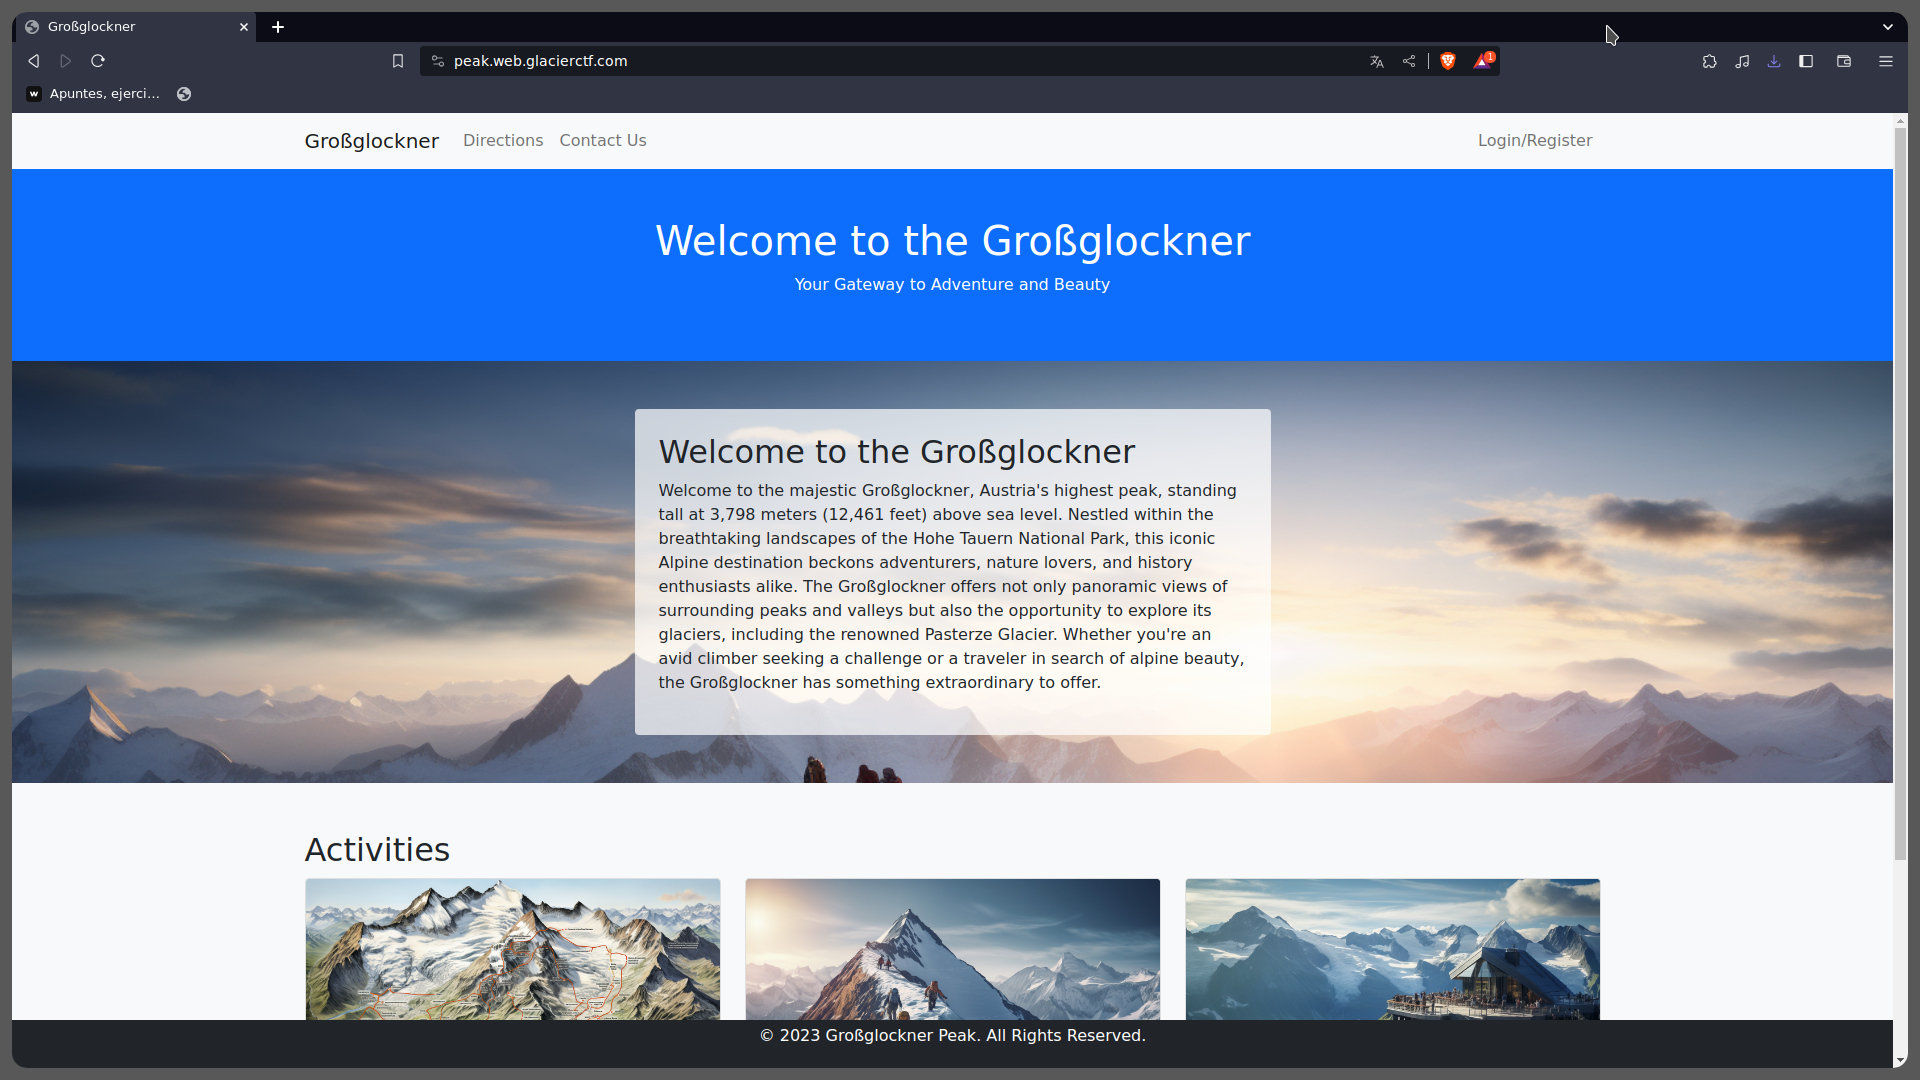 Großglockner
peak.web.glacierctf.com
1
Apuntes, ejerci...
Großglockner Directions Contact Us Login/Register
Welcome to the Großglockner
Your Gateway to Adventure and Beauty
Welcome to the Großglockner
Welcome to the majestic Großglockner, Austria's highest peak, standing
tall at 3,798 meters (12,461 feet) above sea level. Nestled within the
breathtaking landscapes of the Hohe Tauern National Park, this iconic
Alpine destination beckons adventurers, nature lovers, and history
enthusiasts alike. The Großglockner offers not only panoramic views of
surrounding peaks and valleys but also the opportunity to explore its
glaciers, including the renowned Pasterze Glacier. Whether you're an
avid climber seeking a challenge or a traveler in search of alpine beauty,
the Großglockner has something extraordinary to offer.
Activities
© 2023 Großglockner Peak. All Rights Reserved.